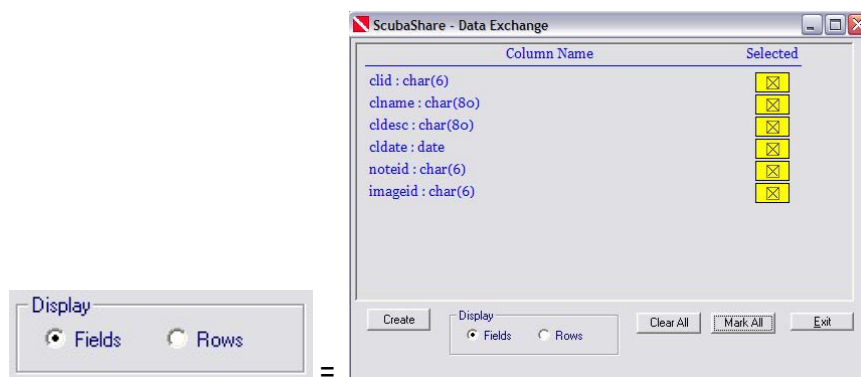 Display
Fields Rows
=
ScubaShare - Data Exchange
Column Name Selected
clid : char(6)
clname : char(80)
cldesc : char(80)
cldate : date
noteid : char(6)
imageid : char(6)
Create Display Clear All Mark All Exit
Fields Rows